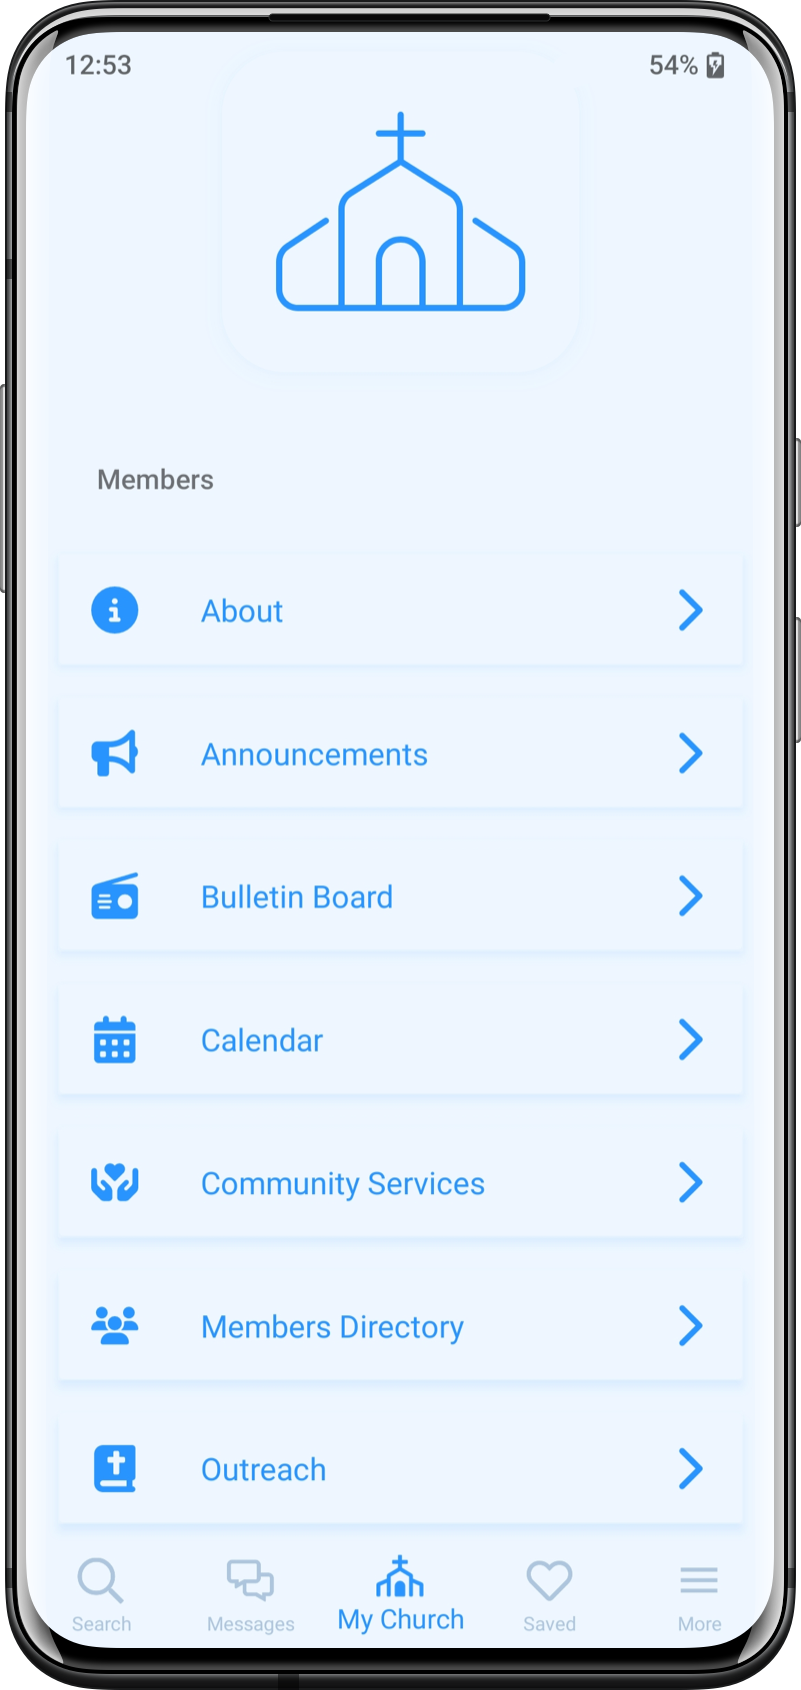 12:53
54%
Members
About
Announcements
Bulletin Board
Calendar
Community Services
Members Directory
Outreach
Search
Messages
My Church
Saved
More